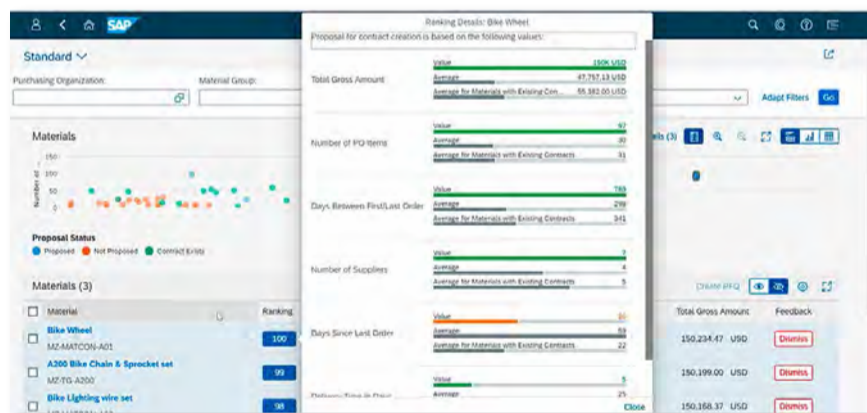 SAP
Standard
Purchasing Organization:
Material Group:
Adapt Filters
Go
Materials
150
100
50
0
Proposal Status
Proposed
Not Proposed
Contract Exists
Materials (3)
Create RFQ
Material
Ranking
Total Gross Amount
Feedback
Bike Wheel
MZ-MATCON-A01
100
150,234.47 USD
Dismiss
A200 Bike Chain & Sprocket set
MZ-TG-A200
99
150,199.00 USD
Dismiss
Bike Lighting wire set
98
150,168.37 USD
Dismiss
Ranking Details: Bike Wheel
Proposal for contract creation is based on the following values:
Total Gross Amount
Value
150K USD
Average
47,757.13 USD
Average for Materials with Existing Con...
Number of PO Items
Value
97
Average
30
Average for Materials with Existing Contracts
31
Days Between First/Last Order
Value
Average
Average for Materials with Existing Contracts
341
Number of Suppliers
Value
7
Average
4
Average for Materials with Existing Contracts
5
Days Since Last Order
Value
Average
Average for Materials with Existing Contracts
22
Value
5
Average
25
Close